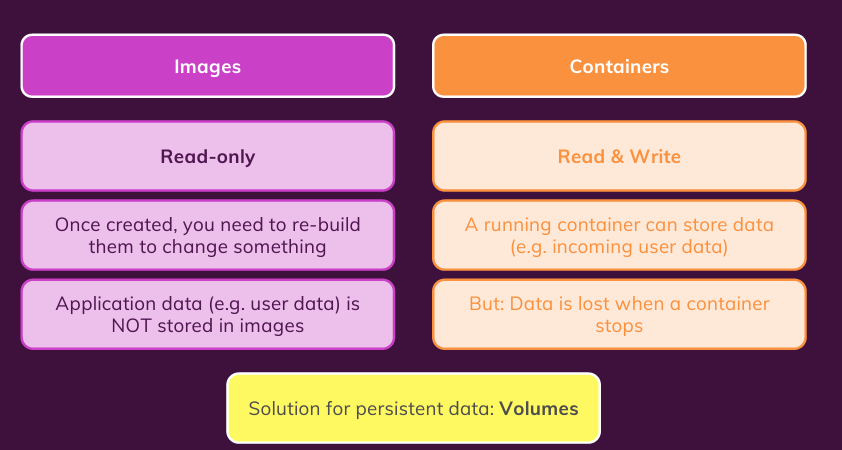 Images
Containers
Read-only
Read & Write
Once created, you need to re-build
them to change something
A running container can store data
(e.g. incoming user data)
Application data (e.g. user data) is
NOT stored in images
But: Data is lost when a container
stops
Solution for persistent data: Volumes